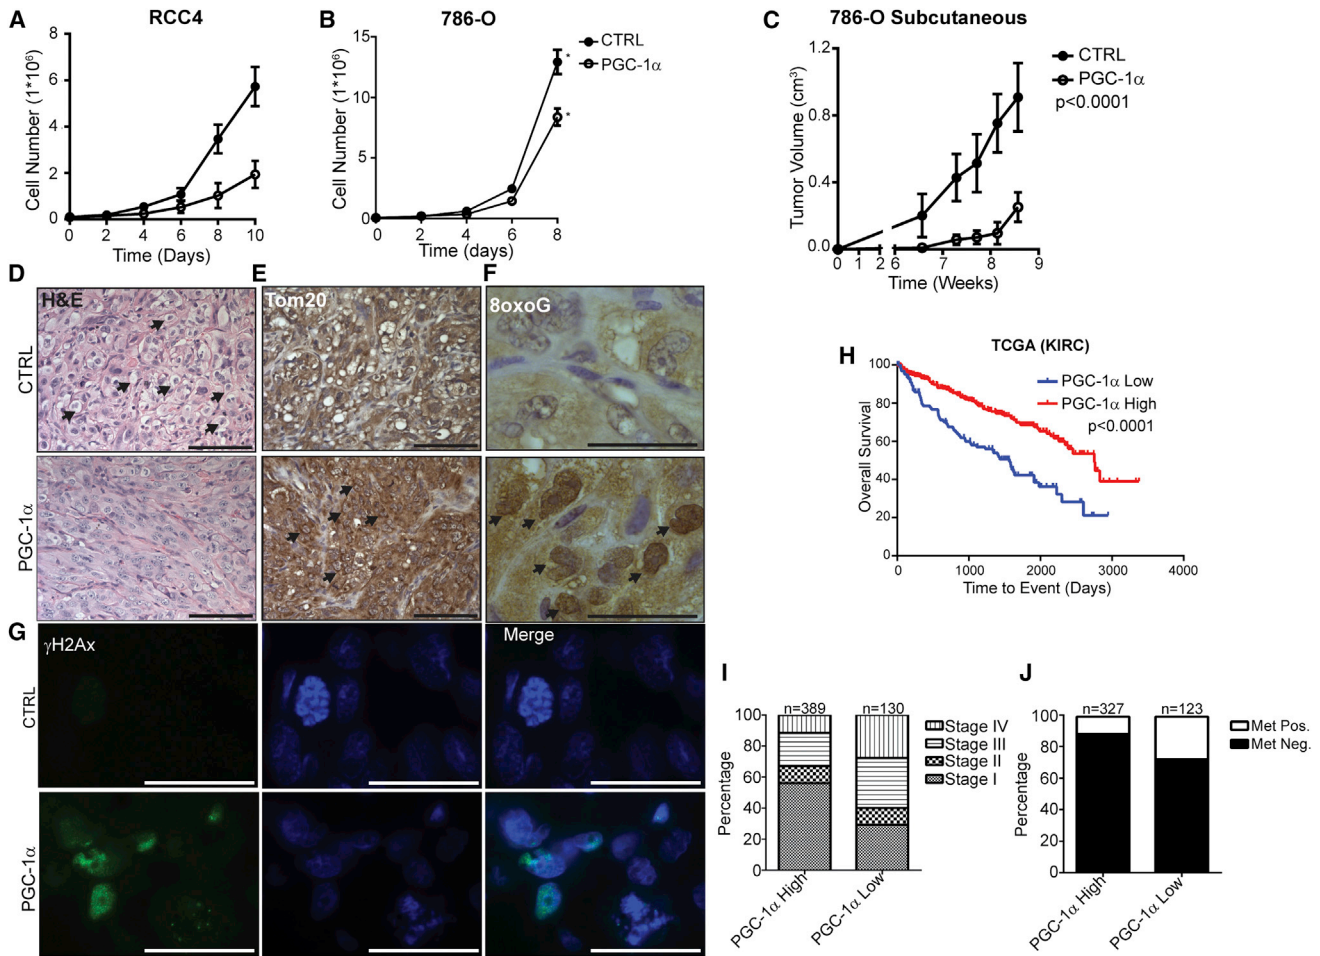 A
RCC4
Cell Number (1*10⁶)
8
6
4
2
0
0 2 4 6 8 10
Time (Days)
B
786-O
Cell Number (1*10⁶)
15
10
5
0
0 2 4 6 8
Time (days)
*
*
CTRL
PGC-1α
C
786-O Subcutaneous
Tumor Volume (cm³)
1.2
0.8
0.4
0.0
0 1 2 6 7 8 9
Time (Weeks)
CTRL
PGC-1α
p<0.0001
D
E
F
H&E
Tom20
8oxoG
CTRL
PGC-1α
G
γH2Ax
Merge
CTRL
PGC-1α
H
TCGA (KIRC)
Overall Survival
100
80
60
40
20
0
0 1000 2000 3000 4000
Time to Event (Days)
PGC-1α Low
PGC-1α High
p<0.0001
I
n=389 n=130
Percentage
100
80
60
40
20
0
PGC-1α High
PGC-1α Low
Stage IV
Stage III
Stage II
Stage I
J
n=327 n=123
Percentage
100
80
60
40
20
0
PGC-1α High
PGC-1α Low
Met Pos.
Met Neg.